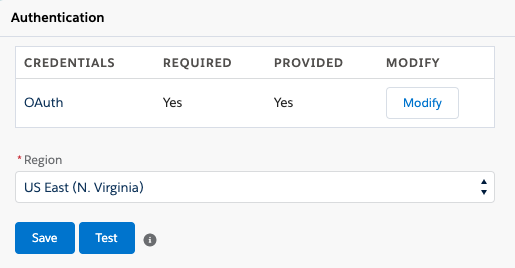 Authentication
CREDENTIALS REQUIRED PROVIDED MODIFY
OAuth Yes Yes Modify
* Region
US East (N. Virginia)
Save Test i